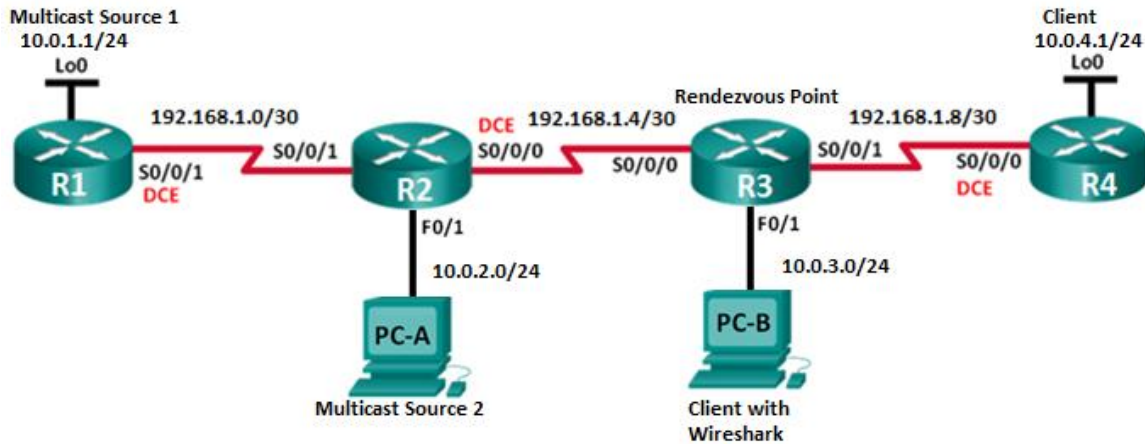 Multicast Source 1
10.0.1.1/24
Lo0
Client
10.0.4.1/24
Lo0
192.168.1.0/30
DCE
192.168.1.4/30
Rendezvous Point
192.168.1.8/30
S0/0/1
DCE
S0/0/1
S0/0/0
S0/0/0
S0/0/1
S0/0/0
DCE
R1
R2
R3
R4
F0/1
F0/1
10.0.2.0/24
10.0.3.0/24
PC-A
PC-B
Multicast Source 2
Client with
Wireshark